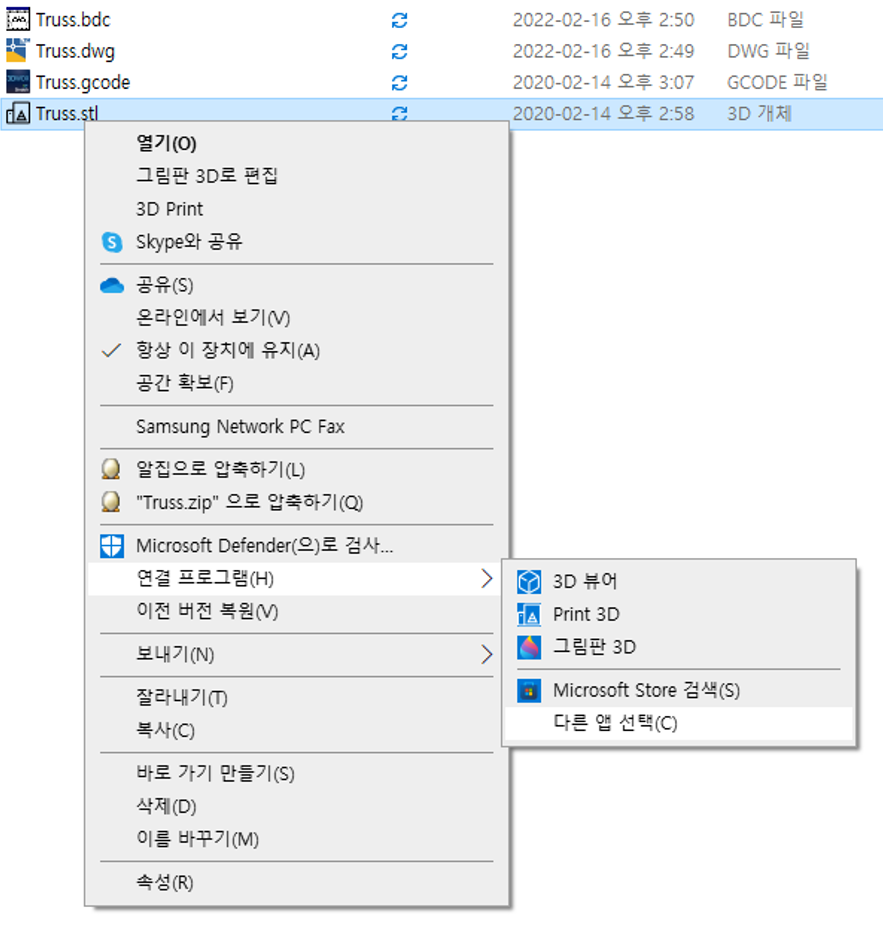 Truss.bdc 2022-02-16 오후 2:50 BDC 파일
Truss.dwg 2022-02-16 오후 2:49 DWG 파일
Truss.gcode 2020-02-14 오후 3:07 GCODE 파일
Truss.stl 2020-02-14 오후 2:58 3D 개체
열기(O)
그림판 3D로 편집
3D Print
Skype와 공유
공유(S)
온라인에서 보기(V)
항상 이 장치에 유지(A)
공간 확보(F)
Samsung Network PC Fax
알집으로 압축하기(L)
"Truss.zip" 으로 압축하기(Q)
Microsoft Defender(으)로 검사...
연결 프로그램(H)
이전 버전 복원(V)
보내기(N)
잘라내기(T)
복사(C)
바로 가기 만들기(S)
삭제(D)
이름 바꾸기(M)
속성(R)
3D 뷰어
Print 3D
그림판 3D
Microsoft Store 검색(S)
다른 앱 선택(C)